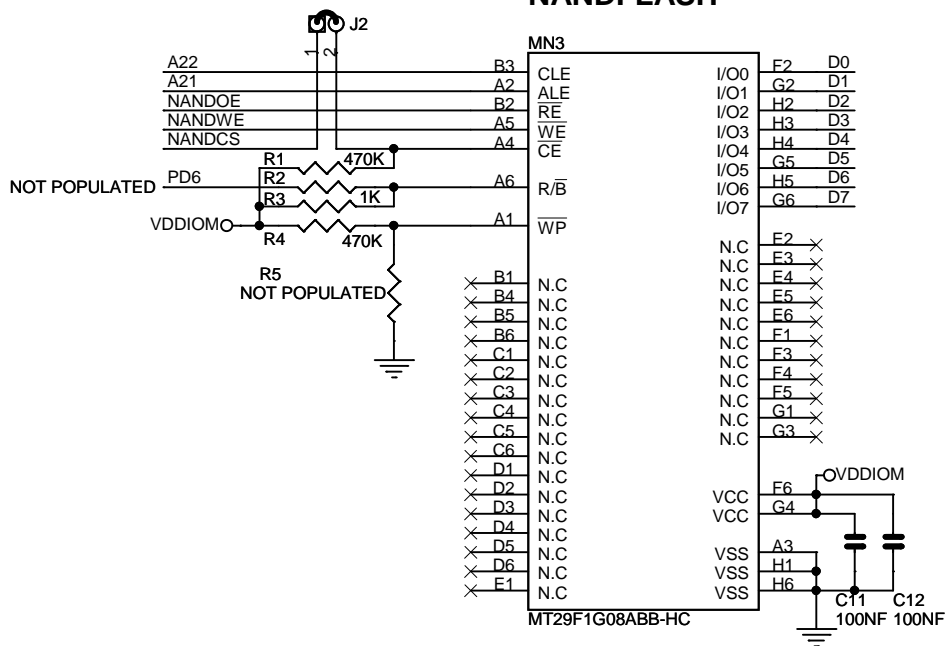 NANDFLASH
J2
1
2
MN3
A22 B3 CLE I/O0 F2 D0
A21 A2 ALE I/O1 G2 D1
NANDOE B2 RE I/O2 H2 D2
NANDWE A5 WE I/O3 H3 D3
NANDCS A4 CE I/O4 H4 D4
I/O5 G5 D5
I/O6 H5 D6
I/O7 G6 D7
R1 470K
NOT POPULATED PD6 R2 A6 R/B
R3 1K
VDDIOM R4 470K A1 WP
R5
NOT POPULATED
N.C E2
N.C E3
B1 N.C N.C E4
B4 N.C N.C E5
B5 N.C N.C E6
B6 N.C N.C F1
C1 N.C N.C F3
C2 N.C N.C F4
C3 N.C N.C F5
C4 N.C N.C G1
C5 N.C N.C G3
C6 N.C
D1 N.C VDDIOM
D2 N.C VCC F6
D3 N.C VCC G4
D4 N.C
D5 N.C VSS A3
D6 N.C VSS H1
E1 N.C VSS H6
C11 C12
100NF 100NF
MT29F1G08ABB-HC